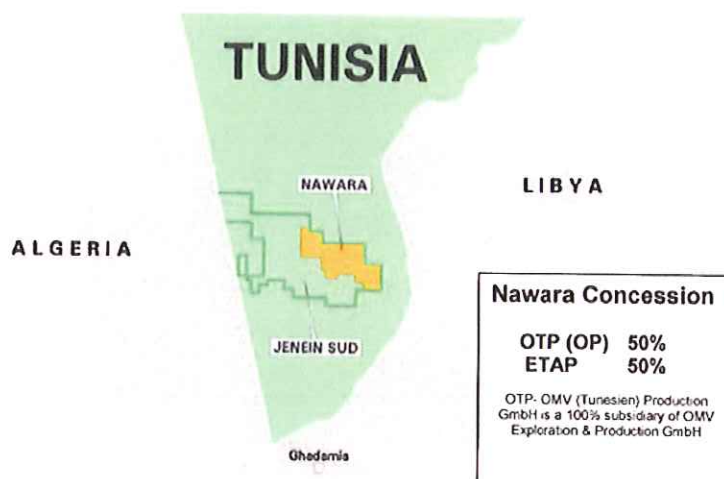 TUNISIA
NAWARA
LIBYA
ALGERIA
JENEIN SUD
Ghadamis
Nawara Concession
OTP (OP) 50%
ETAP 50%
OTP- OMV (Tunesien) Production
GmbH is a 100% subsidiary of OMV
Exploration & Production GmbH